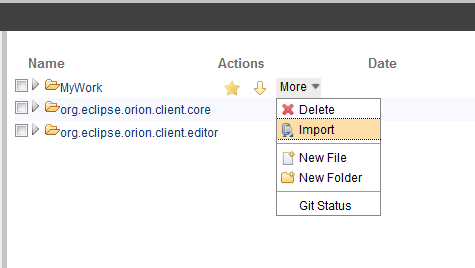 Name Actions Date
MyWork More
org.eclipse.orion.client.core
org.eclipse.orion.client.editor
Delete
Import
New File
New Folder
Git Status